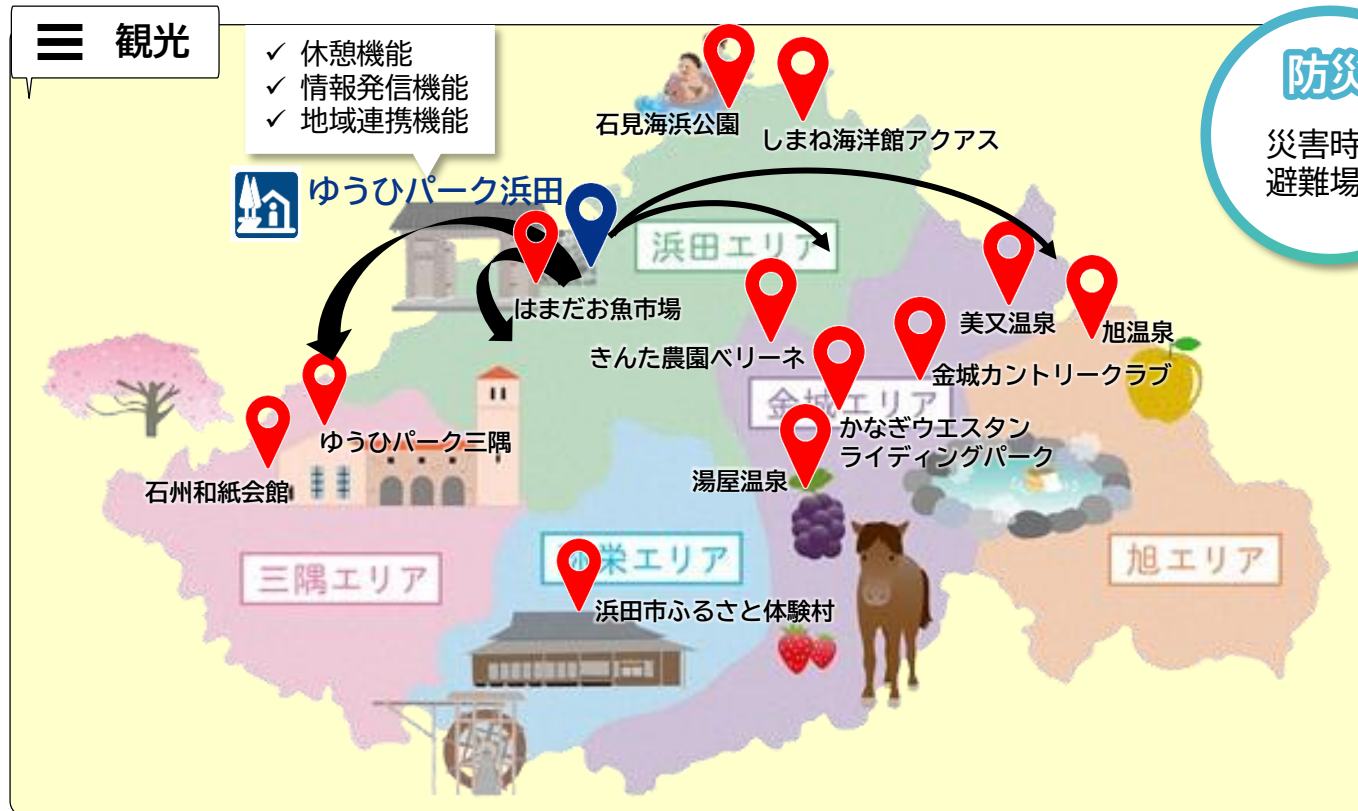 観光
✓ 休憩機能
✓ 情報発信機能
✓ 地域連携機能
防災
災害時
避難場
石見海浜公園
しまね海洋館アクアス
ゆうひパーク浜田
浜田エリア
はまだお魚市場
美又温泉
旭温泉
きんた農園ベリーネ
金城カントリークラブ
金城エリア
かなぎウエスタン
ライディングパーク
ゆうひパーク三隅
湯屋温泉
石州和紙会館
三隅エリア
栄エリア
旭エリア
浜田市ふるさと体験村